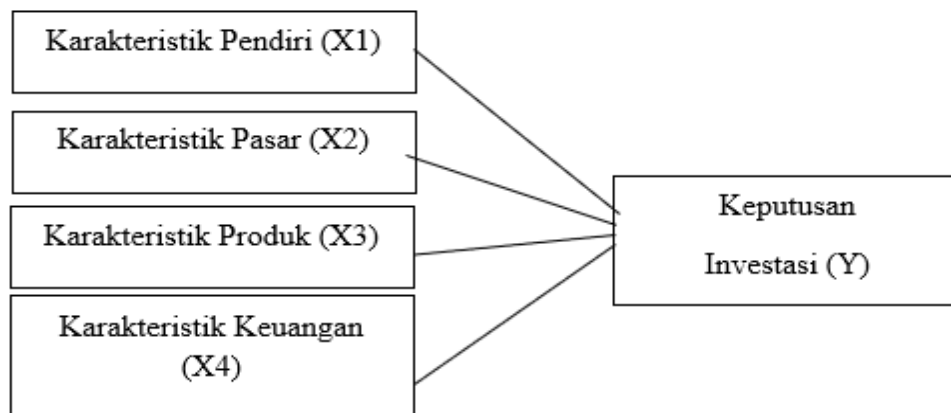 Karakteristik Pendiri (X1)
Karakteristik Pasar (X2)
Karakteristik Produk (X3)
Karakteristik Keuangan
(X4)
Keputusan
Investasi (Y)